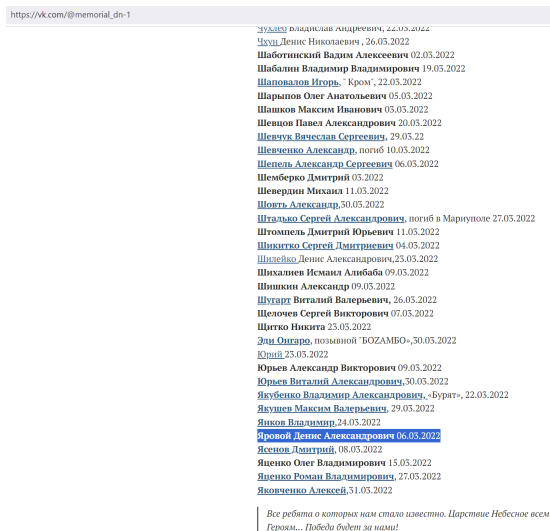 https://vk.com/@memorial_dn-1
Чухлеб Владислав Андреевич, 22.03.2022
Чхун Денис Николаевич , 26.03.2022
Шаботинский Вадим Алексеевич 02.03.2022
Шабалин Владимир Владимирович 19.03.2022
Шаповалов Игорь, "Кром", 22.03.2022
Шарыпов Олег Анатольевич 05.03.2022
Шашков Максим Иванович 03.03.2022
Шевцов Павел Александрович 20.03.2022
Шевчук Вячеслав Сергеевич, 29.03.22
Шевченко Александр, погиб 10.03.2022
Шепель Александр Сергеевич 06.03.2022
Шемберко Дмитрий 03.2022
Шевердин Михаил 11.03.2022
Шовть Александр,30.03.2022
Штадько Сергей Александрович, погиб в Мариуполе 27.03.2022
Штомпель Дмитрий Юрьевич 11.03.2022
Шикитко Сергей Дмитриевич 04.03.2022
Шилейко Денис Александрович,23.03.2022
Шихалиев Исмаил Алибаба 09.03.2022
Шишкин Александр 09.03.2022
Шугарт Виталий Валерьевич, 26.03.2022
Щелочев Сергей Викторович 07.03.2022
Щитко Никита 23.03.2022
Эди Онгаро, позывной "БОZАМБО»,30.03.2022
Юрий 23.03.2022
Юрьев Александр Викторович 09.03.2022
Юрьев Виталий Александрович,30.03.2022
Якубенко Владимир Александрович, «Бурят», 22.03.2022
Якушев Максим Валерьевич, 29.03.2022
Янков Владимир,24.03.2022
Яровой Денис Александрович 06.03.2022
Ясенов Дмитрий, 08.03.2022
Яценко Олег Владимирович 15.03.2022
Яценко Роман Владимирович, 27.03.2022
Яковченко Алексей,31.03.2022
Все ребята о которых нам стало известно. Царствие Небесное всем
Героям... Победа будет за нами!